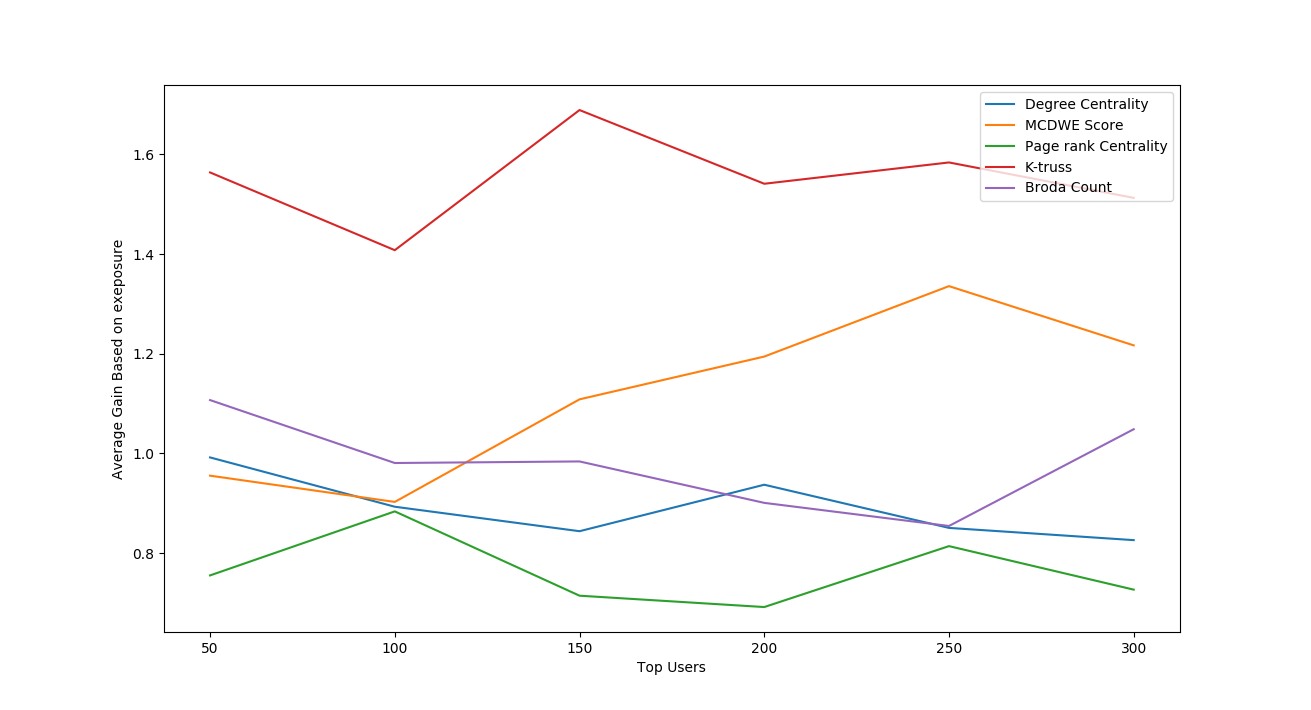 Degree Centrality
MCDWE Score
Page rank Centrality
K-truss
Broda Count
Average Gain Based on exeposure
1.6
1.4
1.2
1.0
0.8
50 100 150 200 250 300
Top Users